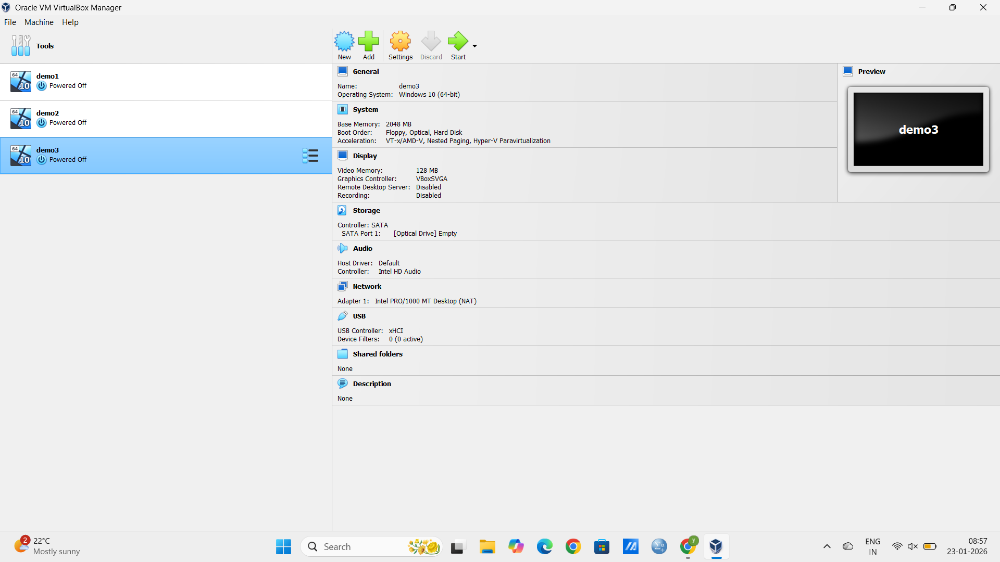 Oracle VM VirtualBox Manager
File Machine Help
Tools
New Add Settings Discard Start
64
10
demo1
Powered Off
64
10
demo2
Powered Off
64
10
demo3
Powered Off
General
Name: demo3
Operating System: Windows 10 (64-bit)
System
Base Memory: 2048 MB
Boot Order: Floppy, Optical, Hard Disk
Acceleration: VT-x/AMD-V, Nested Paging, Hyper-V Paravirtualization
Display
Video Memory: 128 MB
Graphics Controller: VBoxSVGA
Remote Desktop Server: Disabled
Recording: Disabled
Preview
demo3
Storage
Controller: SATA
SATA Port 1: [Optical Drive] Empty
Audio
Host Driver: Default
Controller: Intel HD Audio
Network
Adapter 1: Intel PRO/1000 MT Desktop (NAT)
USB
USB Controller: xHCI
Device Filters: 0 (0 active)
Shared folders
None
Description
None
2
22°C
Mostly sunny
Search
Σα
y
ENG
IN
08:57
23-01-2026